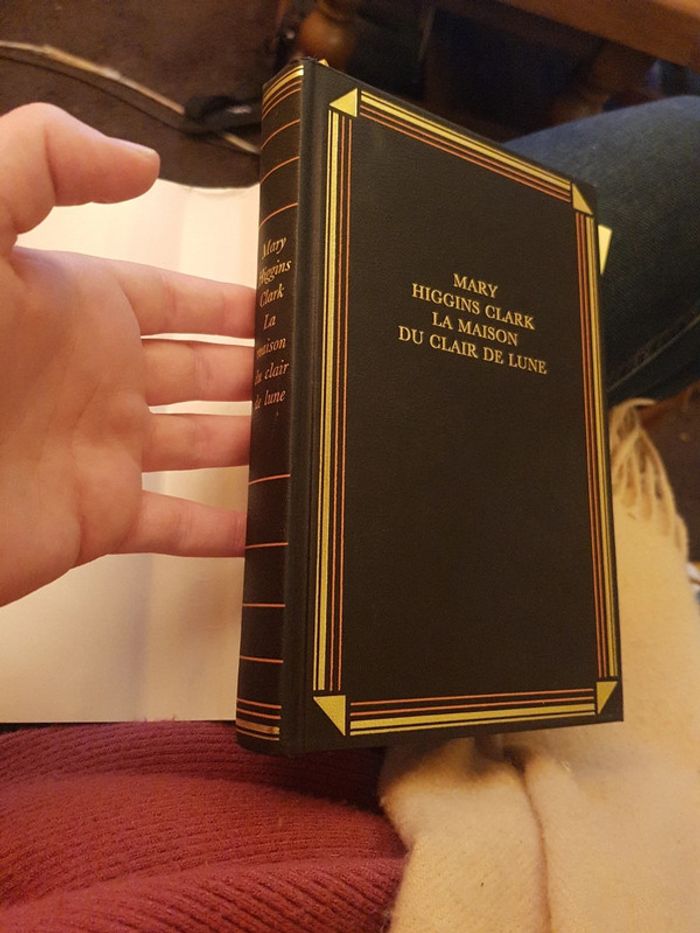 MARY
HIGGINS CLARK
LA MAISON
DU CLAIR DE LUNE
Mary
Higgins
Clark
La
maison
du clair
de lune